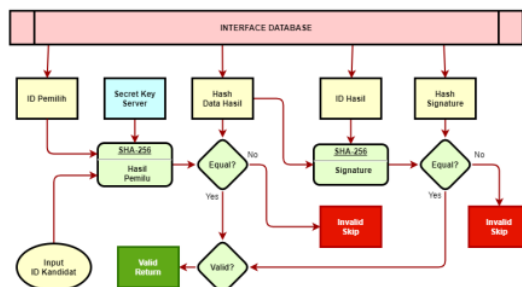 INTERFACE DATABASE
ID Pemilih
Secret Key
Server
Hash
Data Hasil
ID Hasil
Hash
Signature
SHA-256
Hasil
Pemilu
Equal?
No
Yes
SHA-256
Signature
Equal?
No
Yes
Invalid
Skip
Invalid
Skip
Input
ID Kandidat
Valid
Return
Valid?